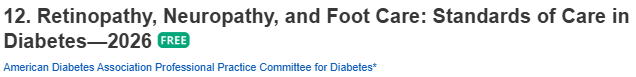 12. Retinopathy, Neuropathy, and Foot Care: Standards of Care in
Diabetes—2026 FREE
American Diabetes Association Professional Practice Committee for Diabetes*